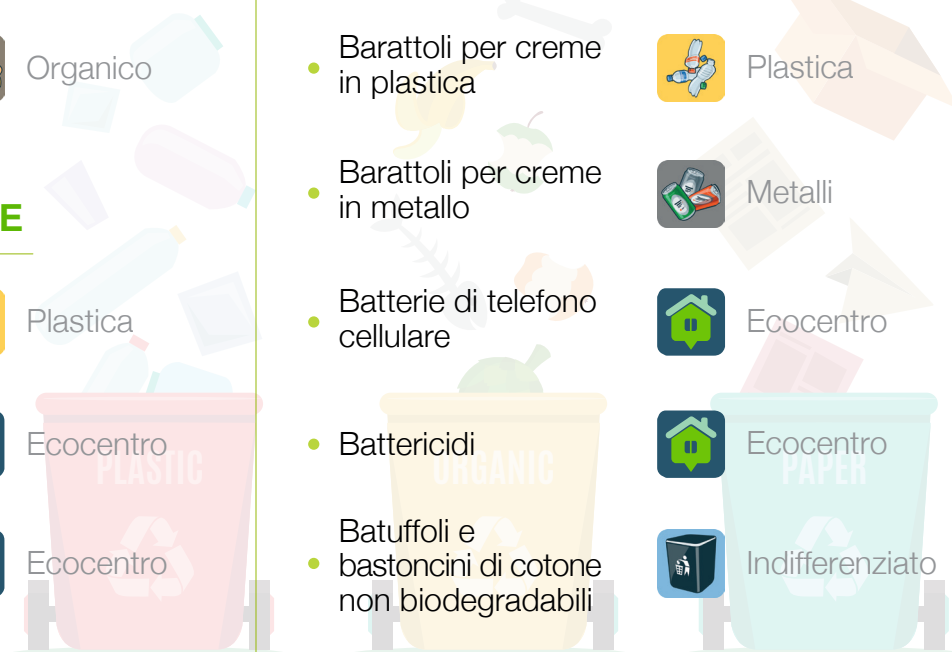 Organico
E
Plastica
Ecocentro
Ecocentro
Barattoli per creme
in plastica
Plastica
Barattoli per creme
in metallo
Metalli
Batterie di telefono
cellulare
Ecocentro
Battericidi
Ecocentro
Batuffoli e
bastoncini di cotone
non biodegradabili
Indifferenziato
PLASTIC
ORGANIC
PAPER